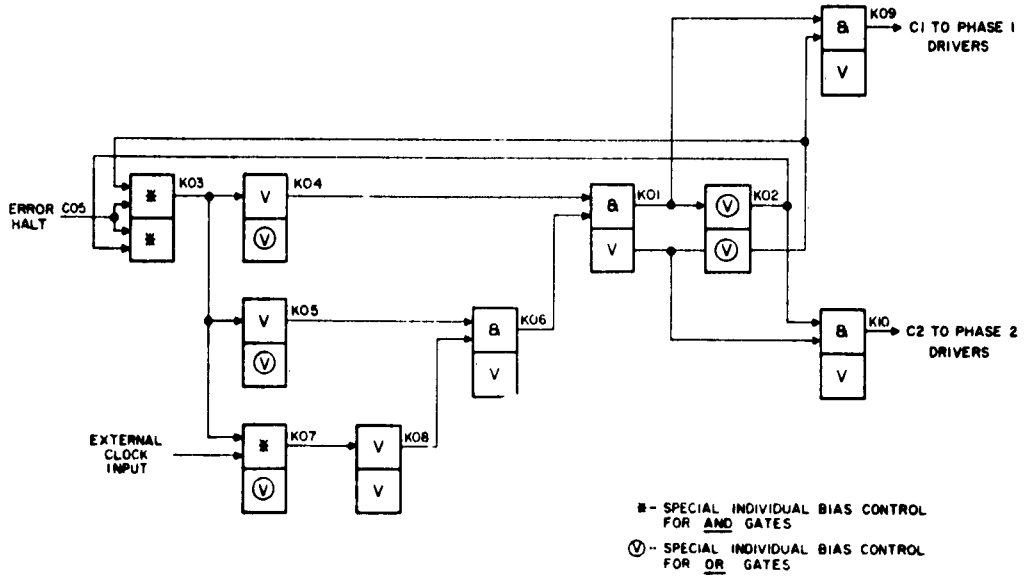 K09
&
C1 TO PHASE 1
DRIVERS
V
K03
K04
K01
K02
ERROR C05
HALT
*
V
&
V
*
V
V
V
K05
K06
V
&
K10
C2 TO PHASE 2
DRIVERS
V
V
&
V
K07
K08
EXTERNAL
CLOCK
INPUT
*
V
V
V
* - SPECIAL INDIVIDUAL BIAS CONTROL
FOR AND GATES
V -- SPECIAL INDIVIDUAL BIAS CONTROL
FOR OR GATES